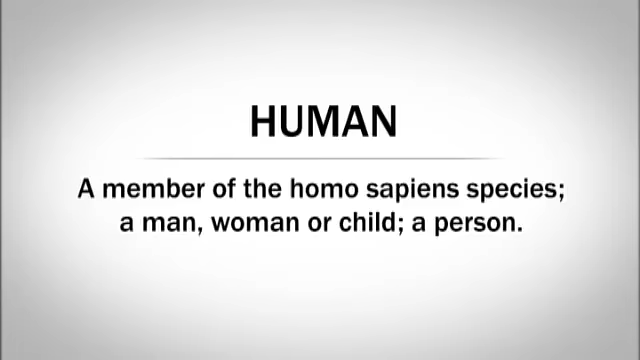 HUMAN
A member of the homo sapiens species;
a man, woman or child; a person.